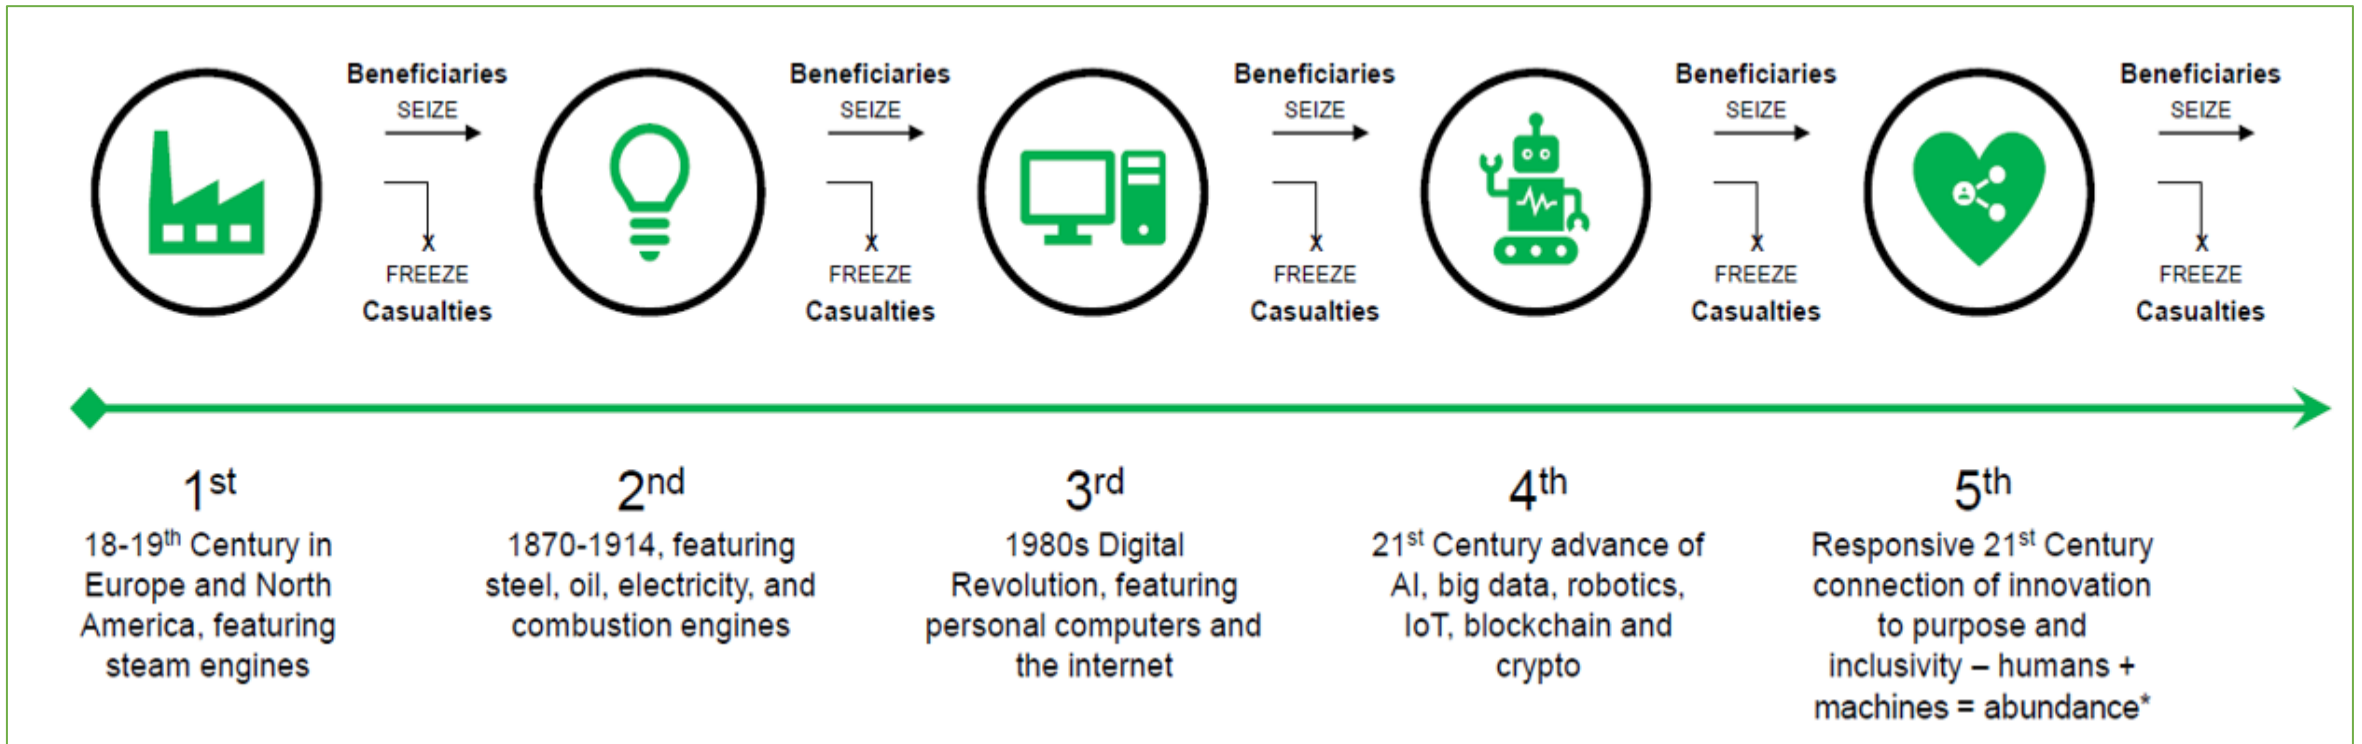 Beneficiaries
SEIZE
X
FREEZE
Casualties
Beneficiaries
SEIZE
X
FREEZE
Casualties
Beneficiaries
SEIZE
X
FREEZE
Casualties
Beneficiaries
SEIZE
X
FREEZE
Casualties
Beneficiaries
SEIZE
X
FREEZE
Casualties
1st
18-19th Century in
Europe and North
America, featuring
steam engines
2nd
1870-1914, featuring
steel, oil, electricity, and
combustion engines
3rd
1980s Digital
Revolution, featuring
personal computers and
the internet
4th
21st Century advance of
AI, big data, robotics,
IoT, blockchain and
crypto
5th
Responsive 21st Century
connection of innovation
to purpose and
inclusivity – humans +
machines = abundance*